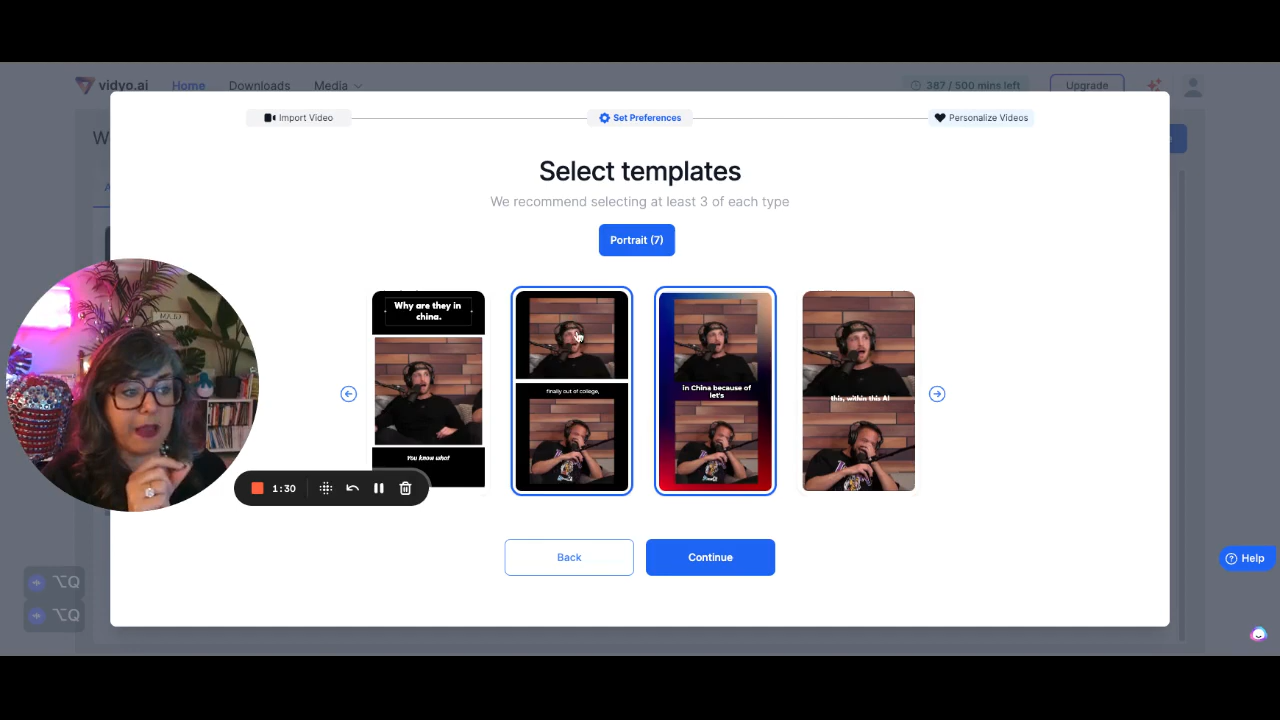 vidyo.ai Home Downloads Media 387 / 500 mins left Upgrade
Import Video Set Preferences Personalize Videos
Select templates
We recommend selecting at least 3 of each type
Portrait (7)
Why are they in
china.
You know what
finally out of college,
in China because of
let's
this, within this AI
1:30
Back Continue
Help
⌥Q
⌥Q